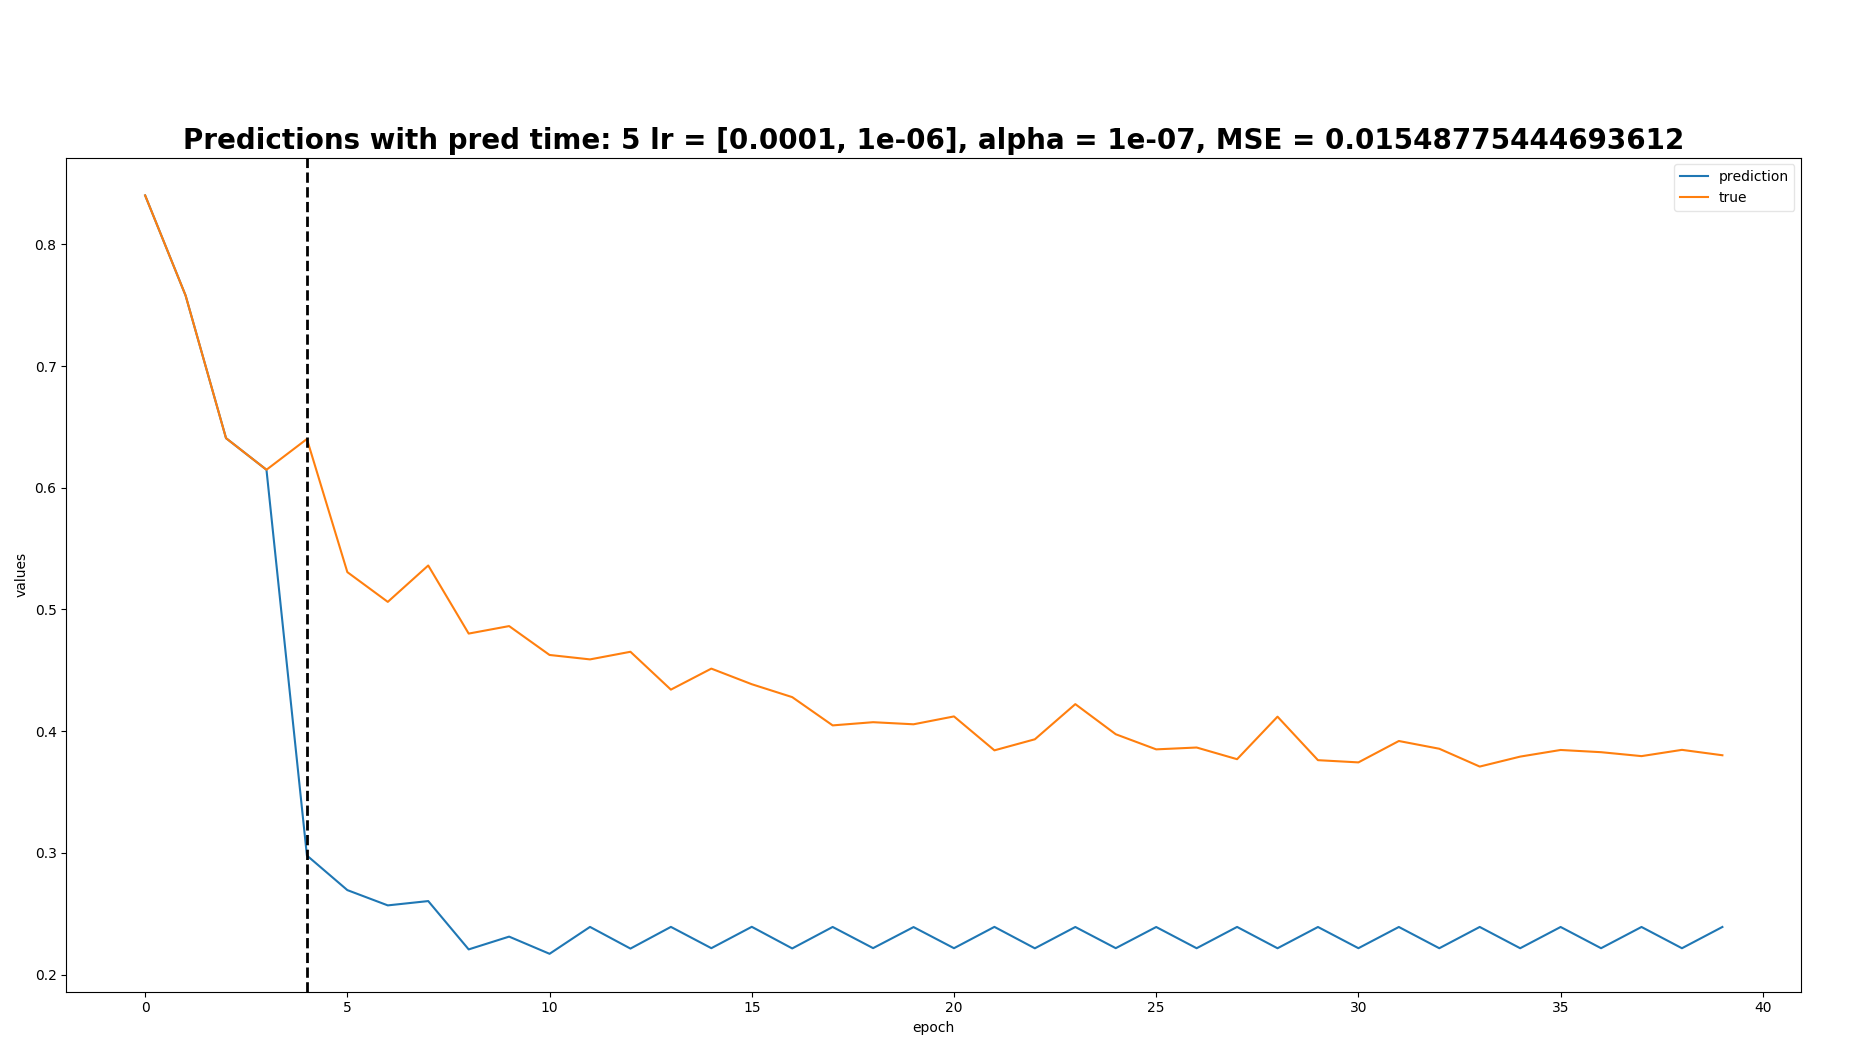 Predictions with pred time: 5 lr = [0.0001, 1e-06], alpha = 1e-07, MSE = 0.01548775444693612
prediction
true
0.8
0.7
0.6
0.5
0.4
0.3
0.2
values
0 5 10 15 20 25 30 35 40
epoch